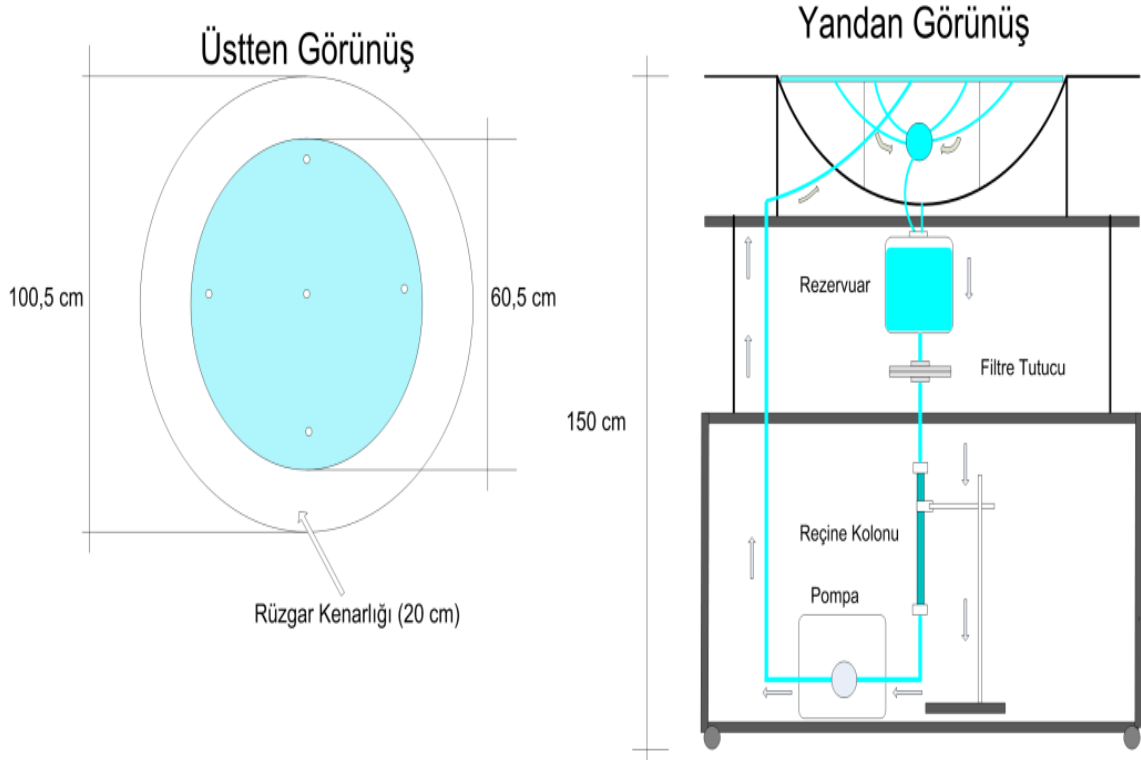 Üstten Görünüş
100,5 cm
60,5 cm
Rüzgar Kenarlığı (20 cm)
Yandan Görünüş
150 cm
Rezervuar
Filtre Tutucu
Reçine Kolonu
Pompa